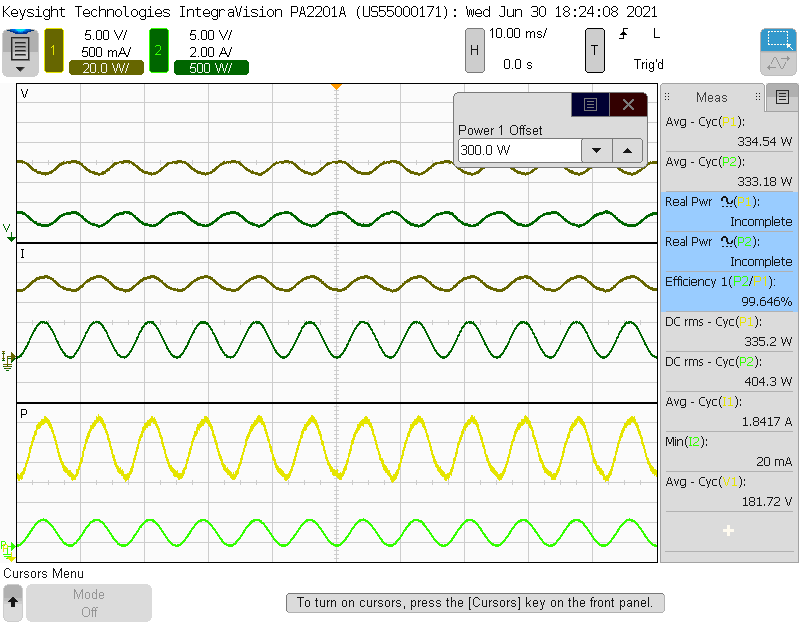 Keysight Technologies IntegraVision PA2201A (US55000171): Wed Jun 30 18:24:08 2021
1
5.00 V/
500 mA/
20.0 W/
2
5.00 V/
2.00 A/
500 W/
H
10.00 ms/
0.0 s
T
L
Trig'd
V
Power 1 Offset
300.0 W
I
P
V
I
P
Meas
Avg - Cyc(P1):
334.54 W
Avg - Cyc(P2):
333.18 W
Real Pwr (P1):
Incomplete
Real Pwr (P2):
Incomplete
Efficiency 1(P2/P ):
99.646%
DC rms - Cyc(P1):
335.2 W
DC rms - Cyc(P2):
404.3 W
Avg - Cyc(I1):
1.8417 A
Min(I2):
20 mA
Avg - Cyc(V1):
181.72 V
Cursors Menu
Mode
Off
To turn on cursors, press the [Cursors] key on the front panel.